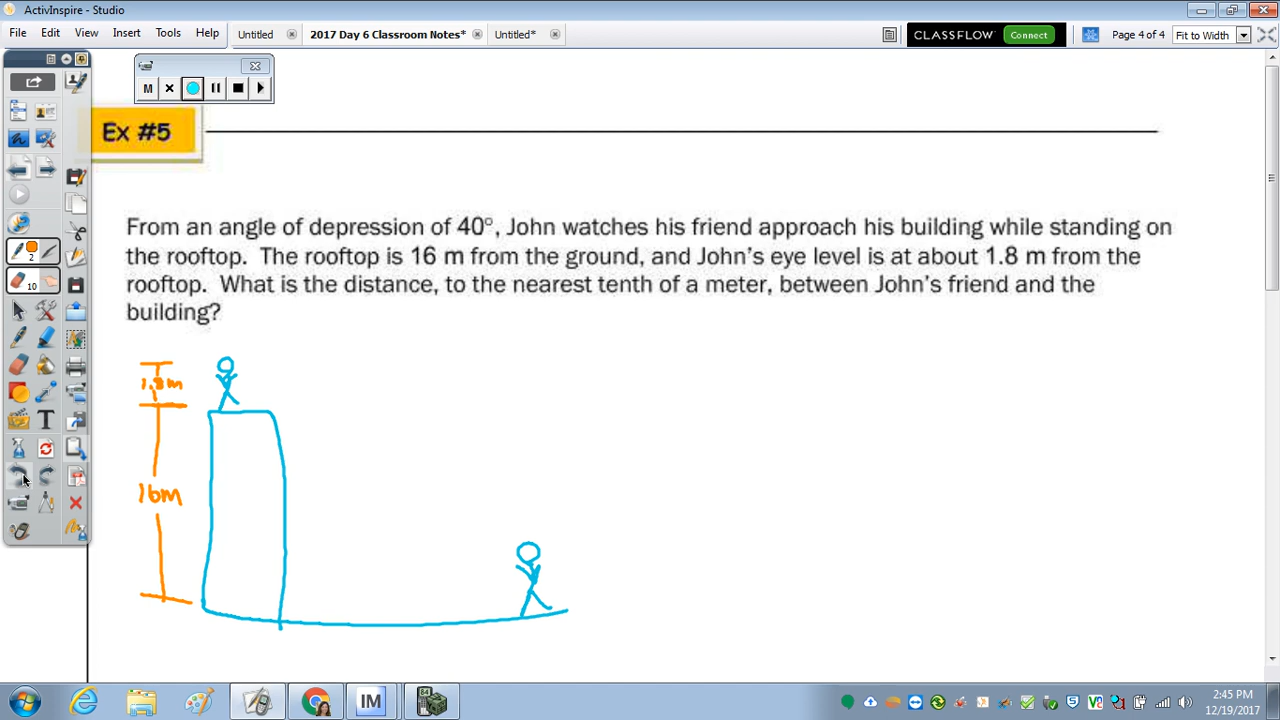 ActivInspire - Studio
File Edit View Insert Tools Help
Untitled
2017 Day 6 Classroom Notes*
Untitled*
CLASSFLOW Connect
Page 4 of 4
Fit to Width
M
2
10
Ex #5
From an angle of depression of 40°, John watches his friend approach his building while standing on
the rooftop. The rooftop is 16 m from the ground, and John's eye level is at about 1.8 m from the
rooftop. What is the distance, to the nearest tenth of a meter, between John's friend and the
building?
1.8m
16m
T
IM
2:45 PM
12/19/2017